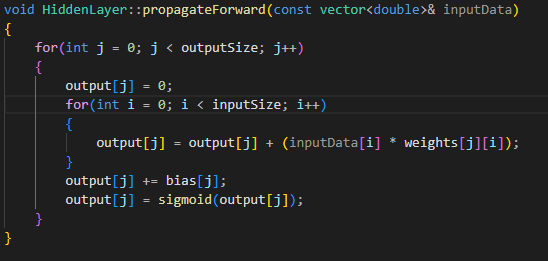 void HiddenLayer::propagateForward(const vector<double>& inputData)
{
    for(int j = 0; j < outputSize; j++)
    {
        output[j] = 0;
        for(int i = 0; i < inputSize; i++)
        {
            output[j] = output[j] + (inputData[i] * weights[j][i]);
        }
        output[j] += bias[j];
        output[j] = sigmoid(output[j]);
    }
}